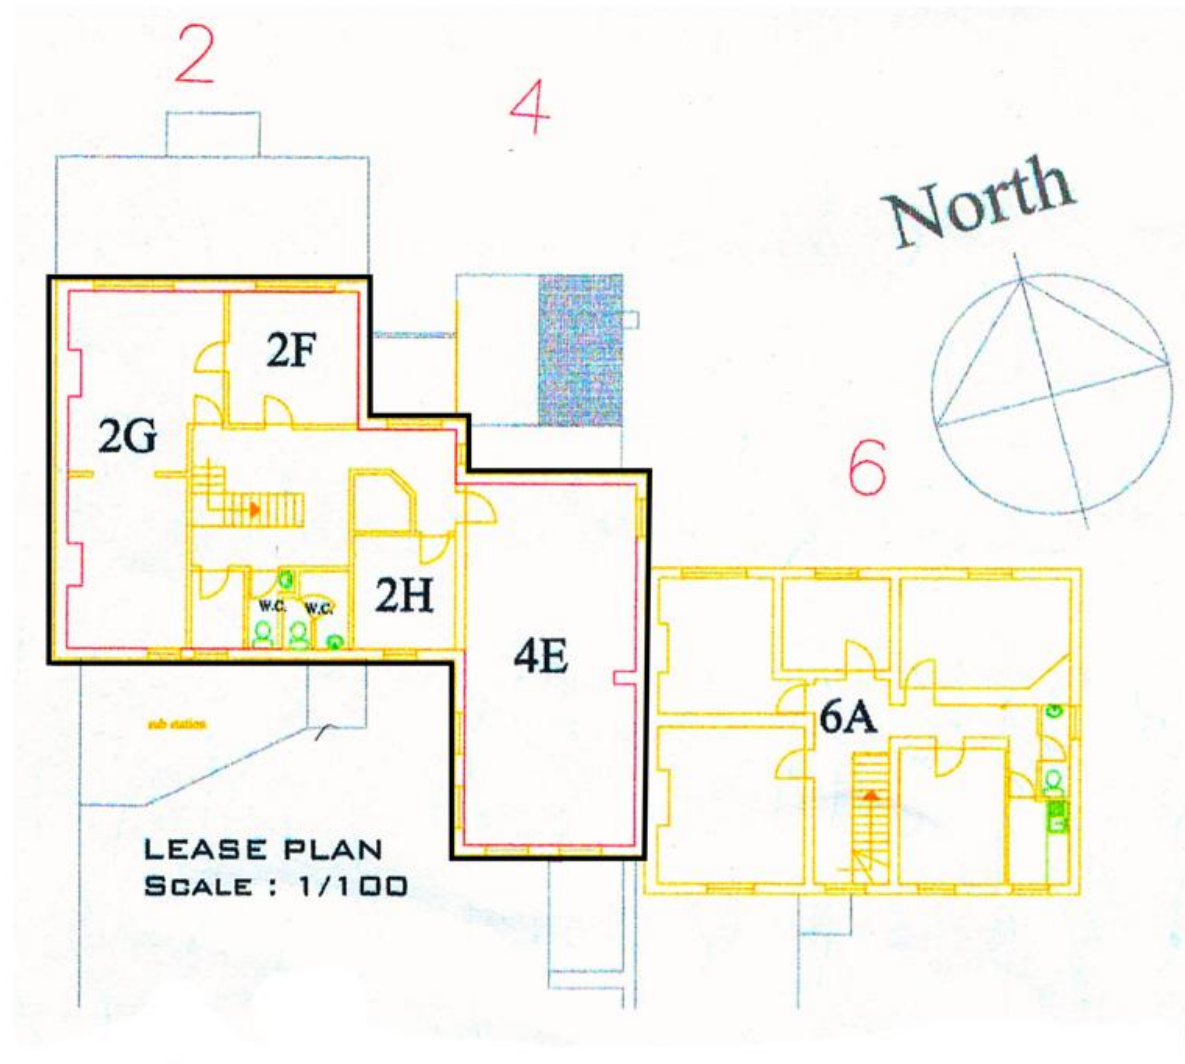 2
4
North
2F
2G
6
2H
W.C. W.C.
4E
6A
sub station
LEASE PLAN
SCALE : 1/100